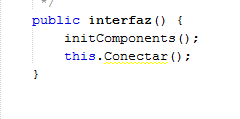 */
public interfaz() {
initComponents();
this.Conectar();
}